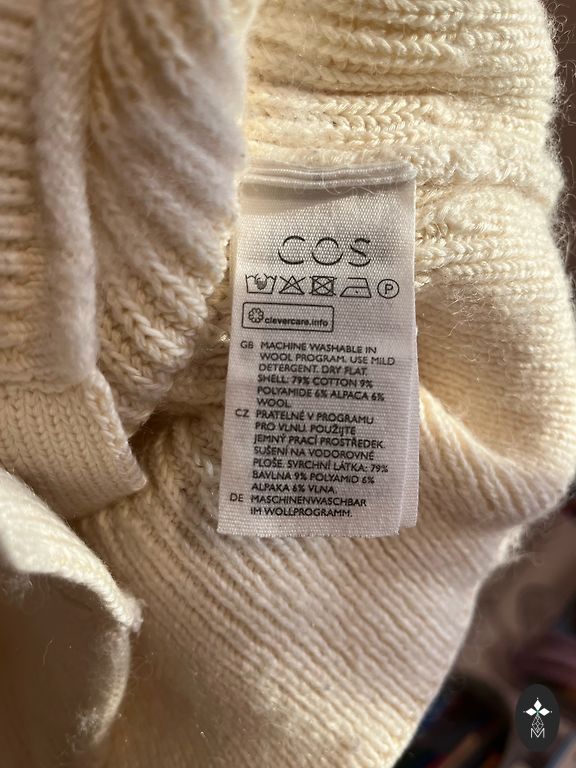 COS
P
clevercare.info
GB MACHINE WASHABLE IN
WOOL PROGRAM. USE MILD
DETERGENT. DRY FLAT.
SHELL: 79% COTTON 9%
POLYAMIDE 6% ALPACA 6%
WOOL.
CZ PRATELNÉ V PROGRAMU
PRO VLNU. POUŽIJTE
JEMNÝ PRACÍ PROSTŘEDEK.
SUŠENÍ NA VODOROVNÉ
PLOŠE. SVRCHNÍ LÁTKA: 79%
BAVLNA 9% POLYAMID 6%
ALPAKA 6% VLNA.
DE MASCHINENWASCHBAR
IM WOLLPROGRAMM.